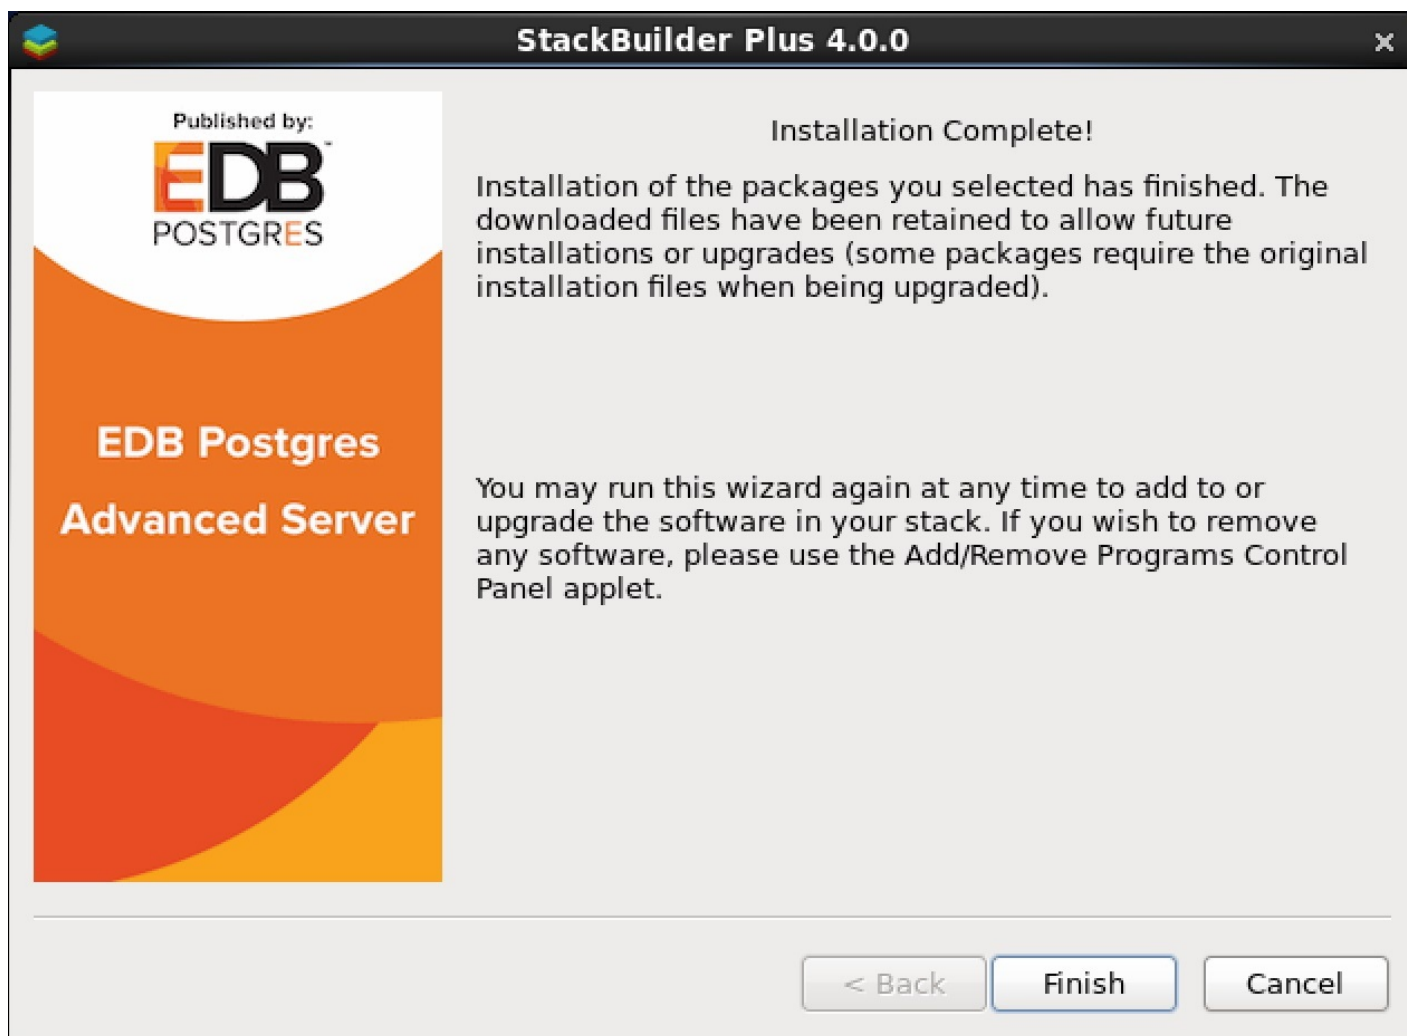 StackBuilder Plus 4.0.0
Published by:
EDB™
POSTGRES
EDB Postgres
Advanced Server
Installation Complete!
Installation of the packages you selected has finished. The
downloaded files have been retained to allow future
installations or upgrades (some packages require the original
installation files when being upgraded).
You may run this wizard again at any time to add to or
upgrade the software in your stack. If you wish to remove
any software, please use the Add/Remove Programs Control
Panel applet.
< Back
Finish
Cancel